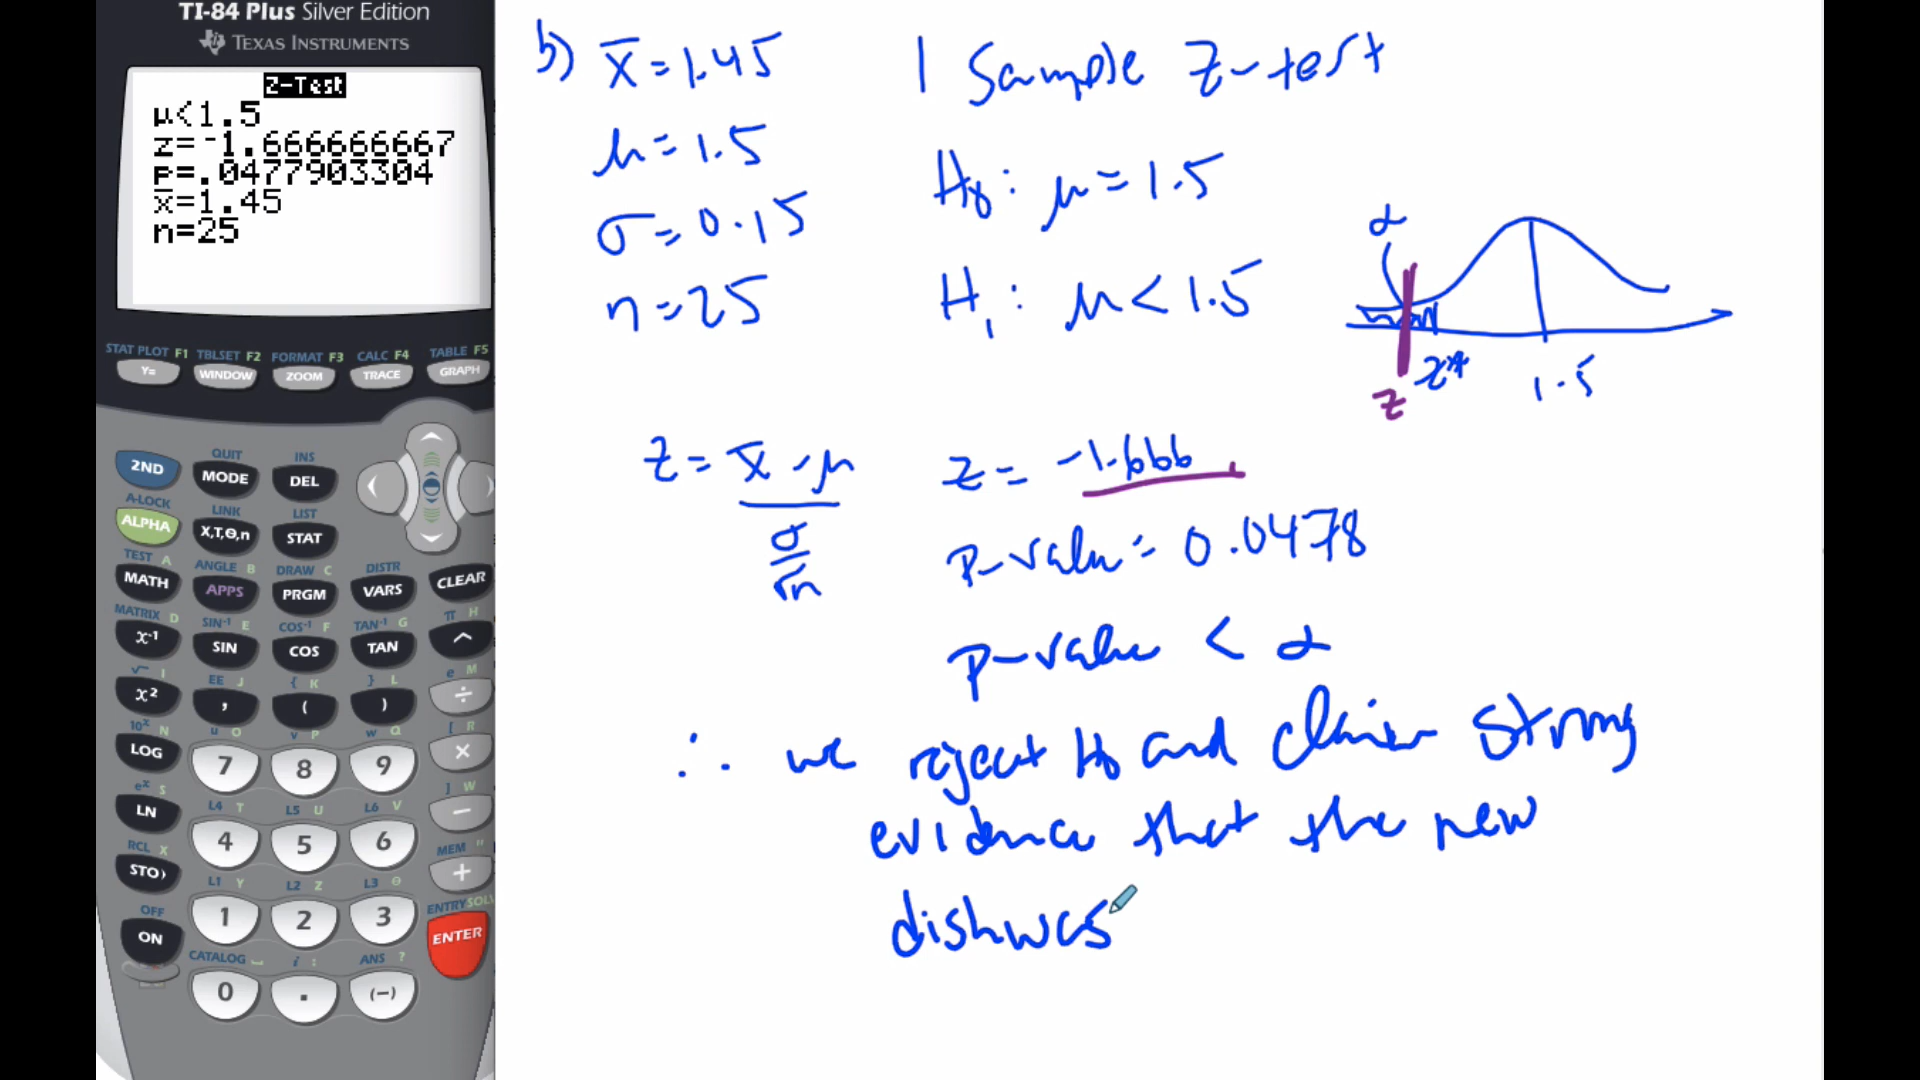 TI-84 Plus Silver Edition
TEXAS INSTRUMENTS
Z-Test
μ<1.5
z=-1.666666667
p=.0477903304
x̄=1.45
n=25
STAT PLOT F1 TBLSET F2 FORMAT F3 CALC F4 TABLE F5
Y= WINDOW ZOOM TRACE GRAPH
QUIT INS
2ND MODE DEL
A-LOCK LINK LIST
ALPHA X,T,Θ,n STAT
TEST A ANGLE B DRAW C DISTR
MATH APPS PRGM VARS CLEAR
MATRIX D SIN⁻¹ E COS⁻¹ F TAN⁻¹ G π H
x⁻¹ SIN COS TAN ^
√ I EE J { K } L e M
x² , ( ) ÷
10ˣ N u O v P w Q [ R
LOG 7 8 9 ×
eˣ S L4 T L5 U L6 V ] W
LN 4 5 6 −
RCL X L1 Y L2 Z L3 Θ MEM "
STO› 1 2 3 +
OFF CATALOG ⎵ i : ANS ? ENTRY SOL
ON 0 . (−) ENTER
b) x̄ = 1.45
μ = 1.5
σ = 0.15
n = 25
1 Sample Z-test
H₀: μ = 1.5
H₁: μ < 1.5
α
z z* 1.5
z = x̄ - μ
σ
√n
z = -1.666
p-value = 0.0478
p-value < α
∴ we reject H₀ and claim strong
evidence that the new
dishwas